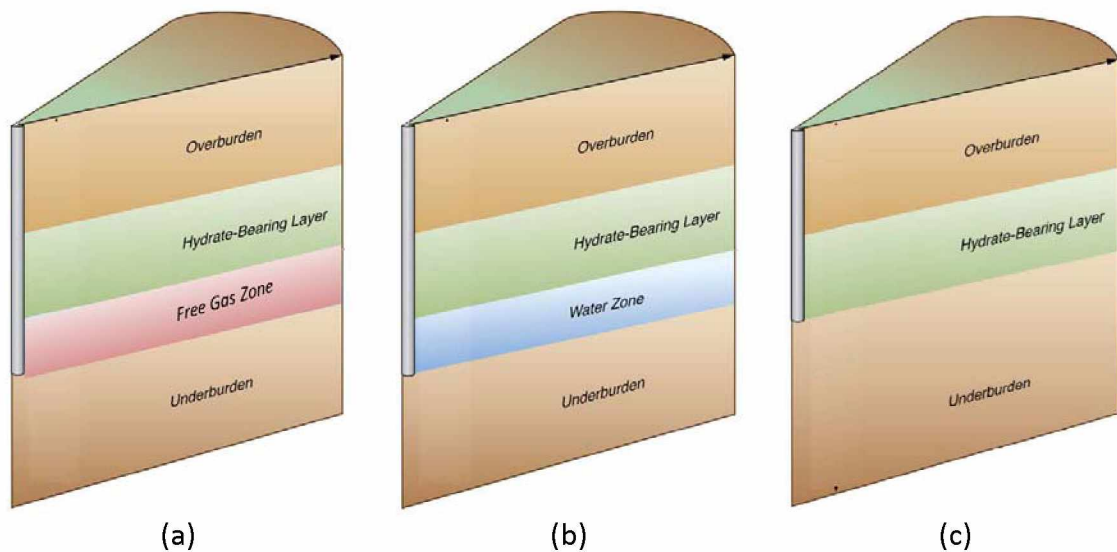 Overburden
Hydrate-Bearing Layer
Free Gas Zone
Underburden
(a)
Overburden
Hydrate-Bearing Layer
Water Zone
Underburden
(b)
Overburden
Hydrate-Bearing Layer
Underburden
(c)